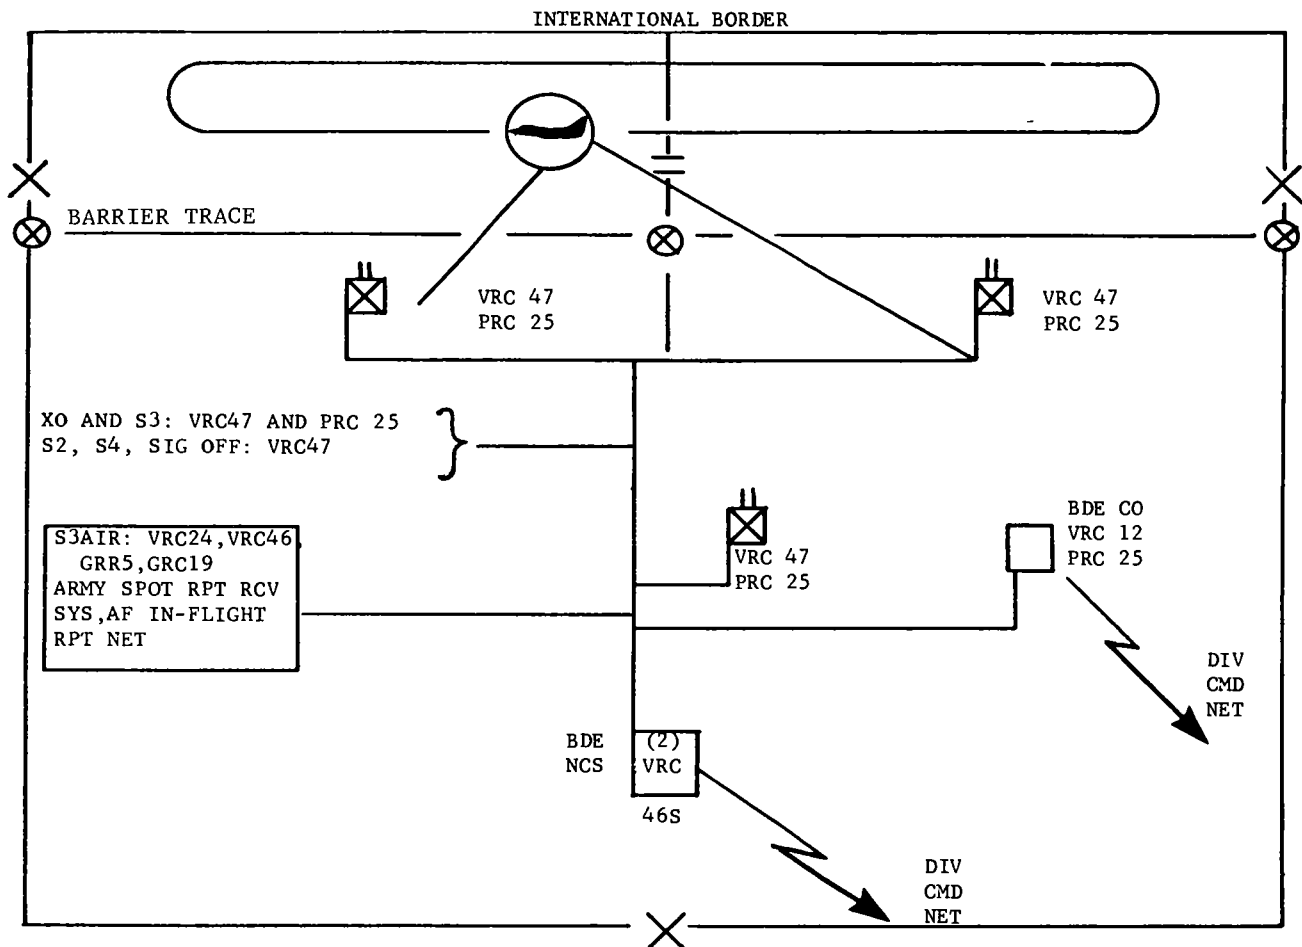 INTERNATIONAL BORDER
BARRIER TRACE
VRC 47
PRC 25
VRC 47
PRC 25
XO AND S3: VRC47 AND PRC 25
S2, S4, SIG OFF: VRC47
S3AIR: VRC24,VRC46
GRR5,GRC19
ARMY SPOT RPT RCV
SYS,AF IN-FLIGHT
RPT NET
VRC 47
PRC 25
BDE CO
VRC 12
PRC 25
DIV
CMD
NET
BDE
NCS
(2)
VRC
46S
DIV
CMD
NET